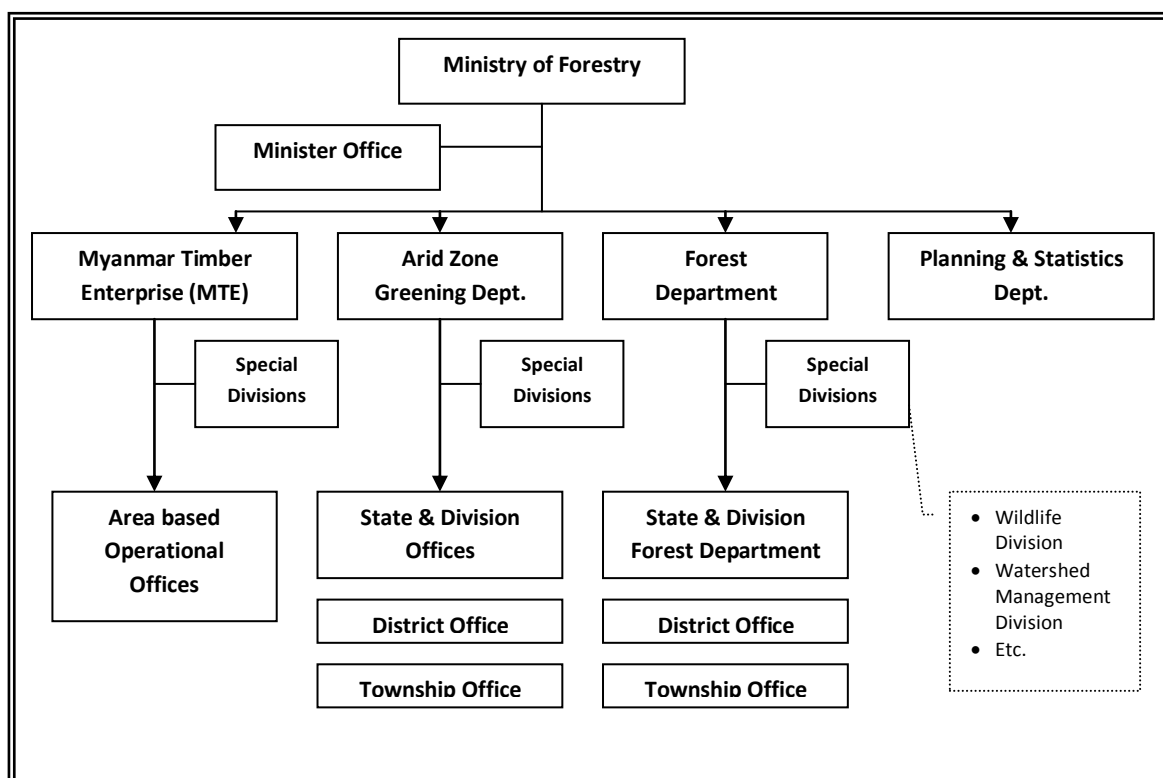 Ministry of Forestry
Minister Office
Myanmar Timber
Enterprise (MTE)
Arid Zone
Greening Dept.
Forest
Department
Planning & Statistics
Dept.
Special
Divisions
Special
Divisions
Special
Divisions
Area based
Operational
Offices
State & Division
Offices
State & Division
Forest Department
• Wildlife
Division
• Watershed
Management
Division
• Etc.
District Office
District Office
Township Office
Township Office